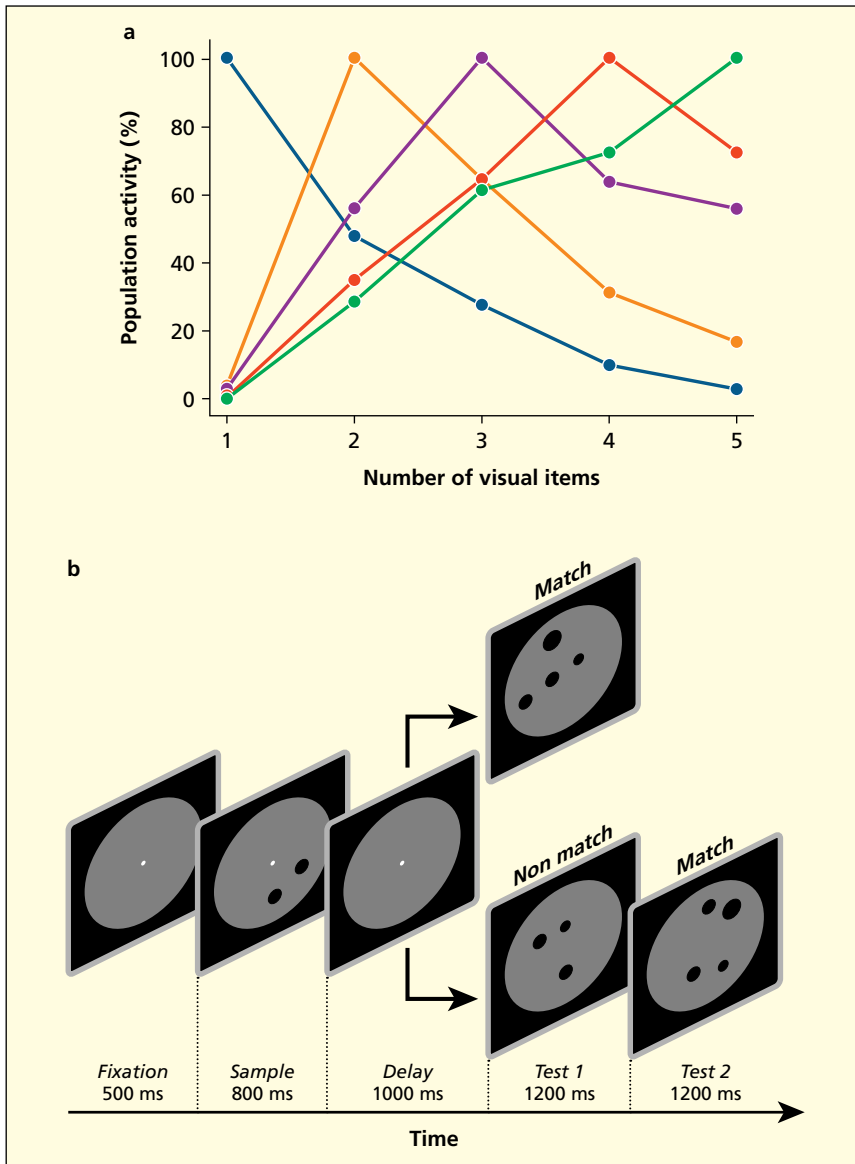 a
100
80
60
40
20
0
Population activity (%)
1 2 3 4 5
Number of visual items
b
Match
Non match
Match
Fixation
500 ms
Sample
800 ms
Delay
1000 ms
Test 1
1200 ms
Test 2
1200 ms
Time